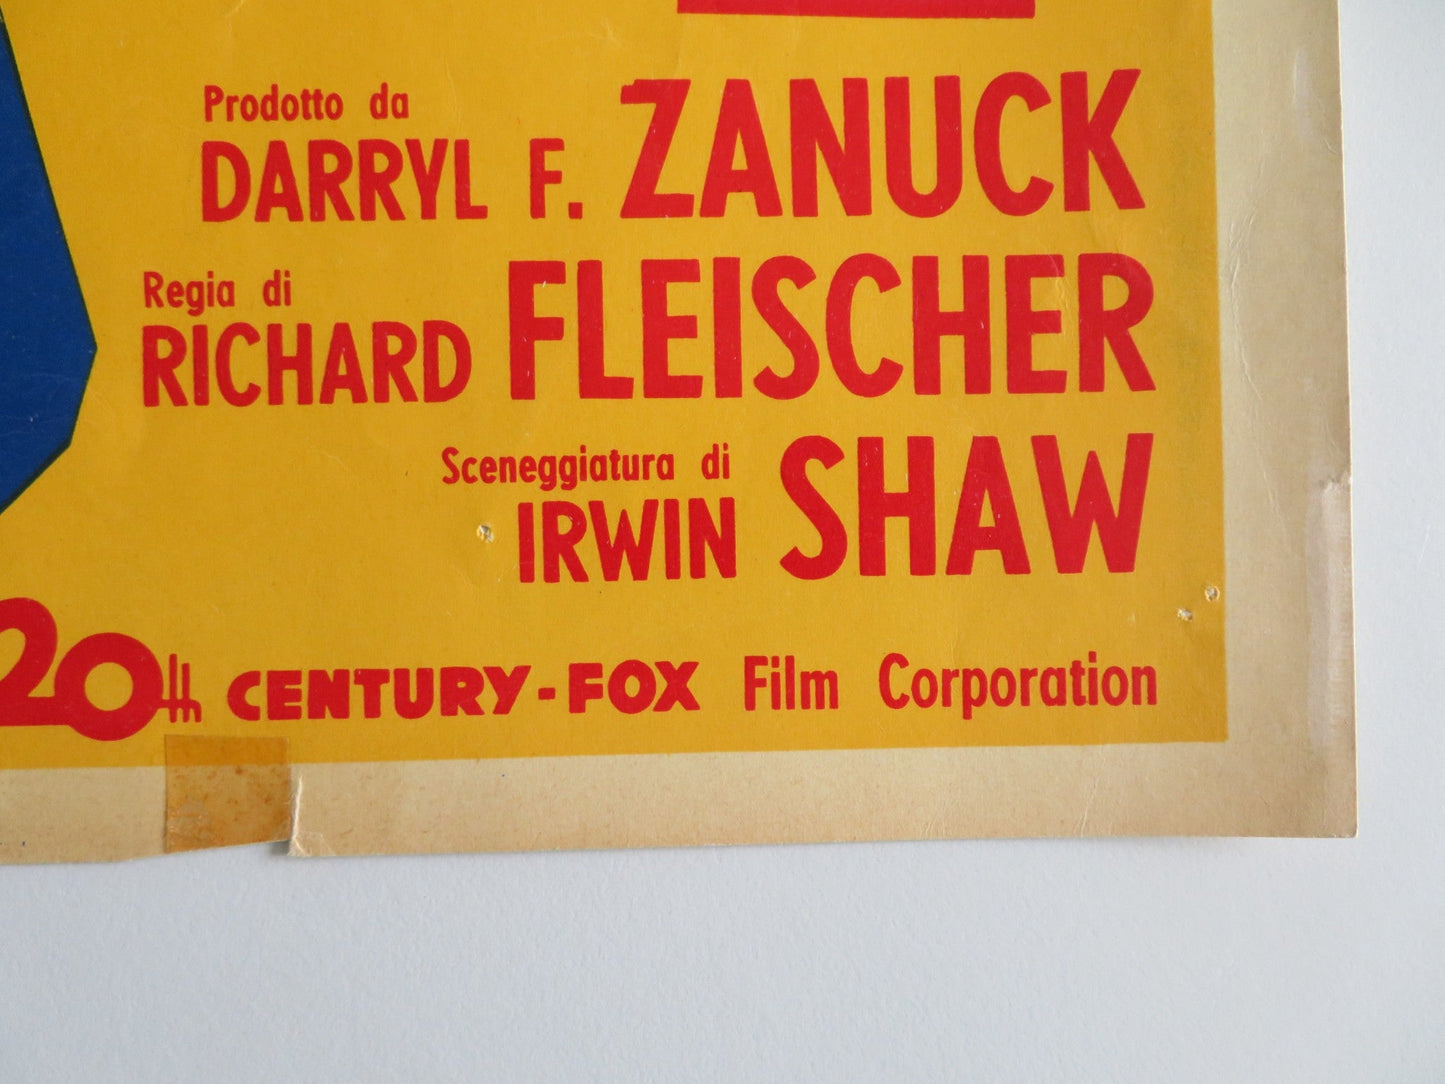 Prodotto da
DARRYL F. ZANUCK
Regia di
RICHARD FLEISCHER
Sceneggiatura di
IRWIN SHAW
20th CENTURY-FOX Film Corporation